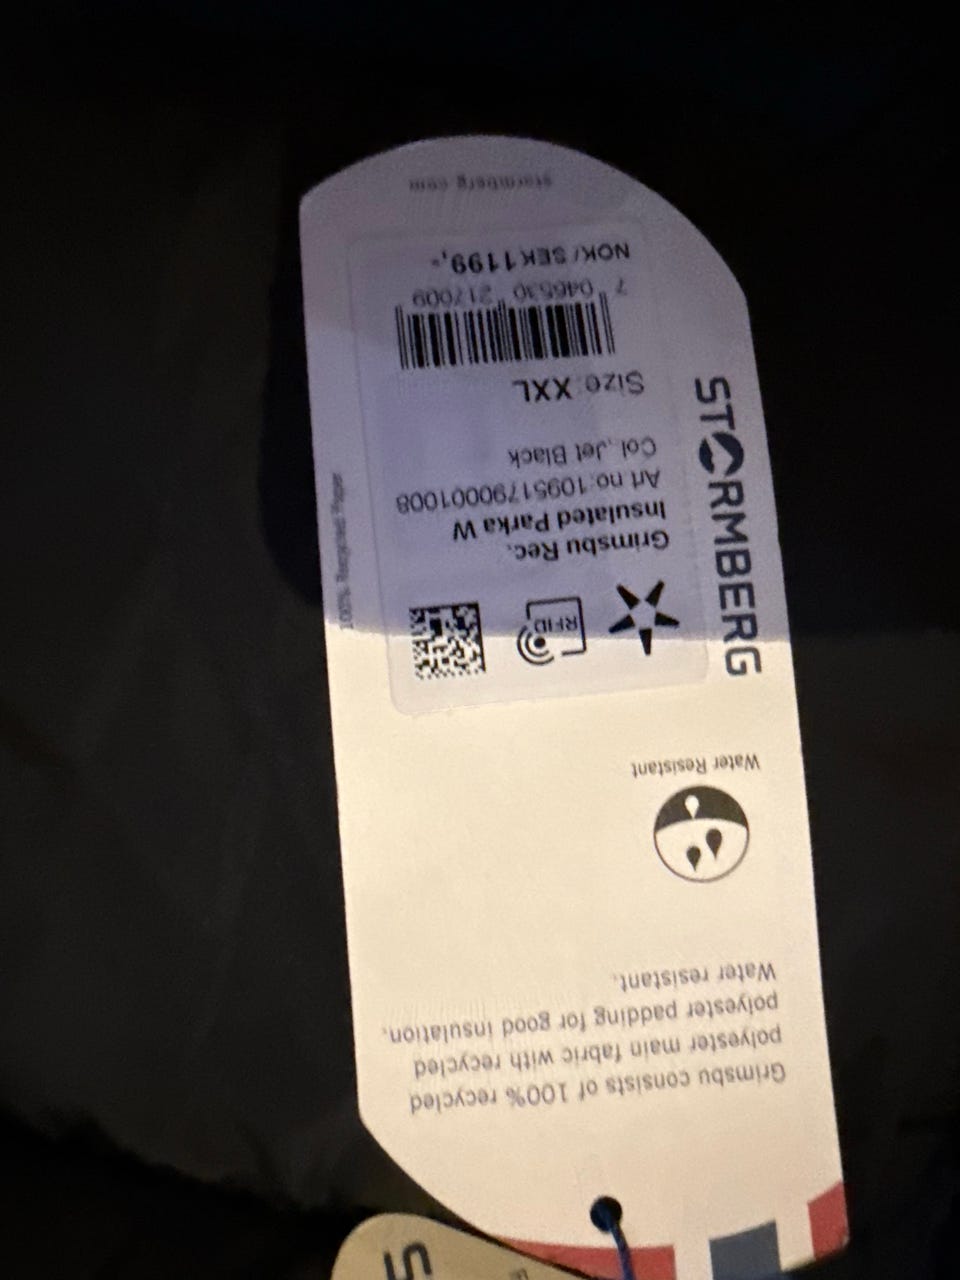 Grimsbu consists of 100% recycled
polyester main fabric with recycled
polyester padding for good insulation.
Water resistant.
Water Resistant
STORMBERG
RFID
Grimsbu Rec.
Insulated Parka W
Art no:10951790001008
Col. Jet Black
Size: XXL
7 046530 217009
NOK/SEK 1199,-
stormberg.com
100% Recycled Paper
ST